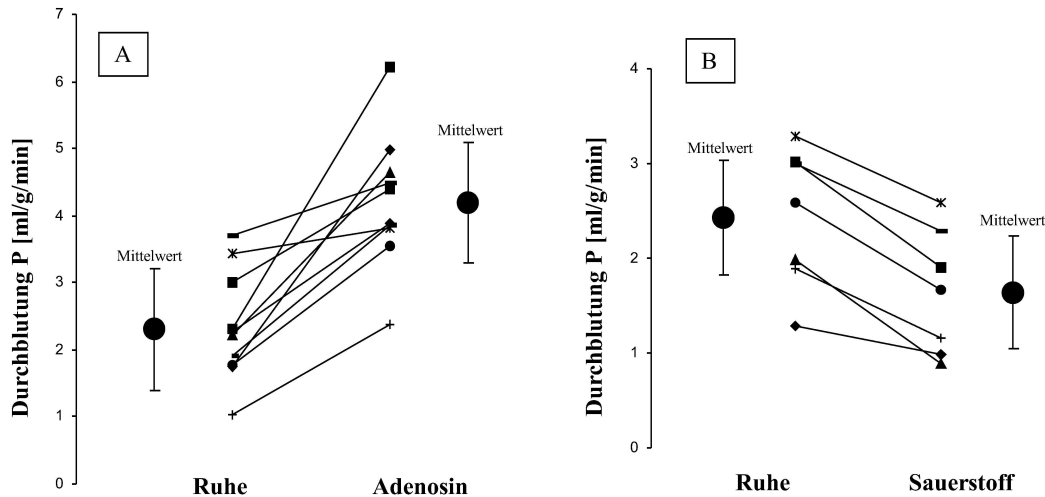 A
Durchblutung P [ml/g/min]
7
6
5
4
3
2
1
0
Mittelwert
Mittelwert
Ruhe Adenosin
B
Durchblutung P [ml/g/min]
4
3
2
1
0
Mittelwert
Mittelwert
Ruhe Sauerstoff